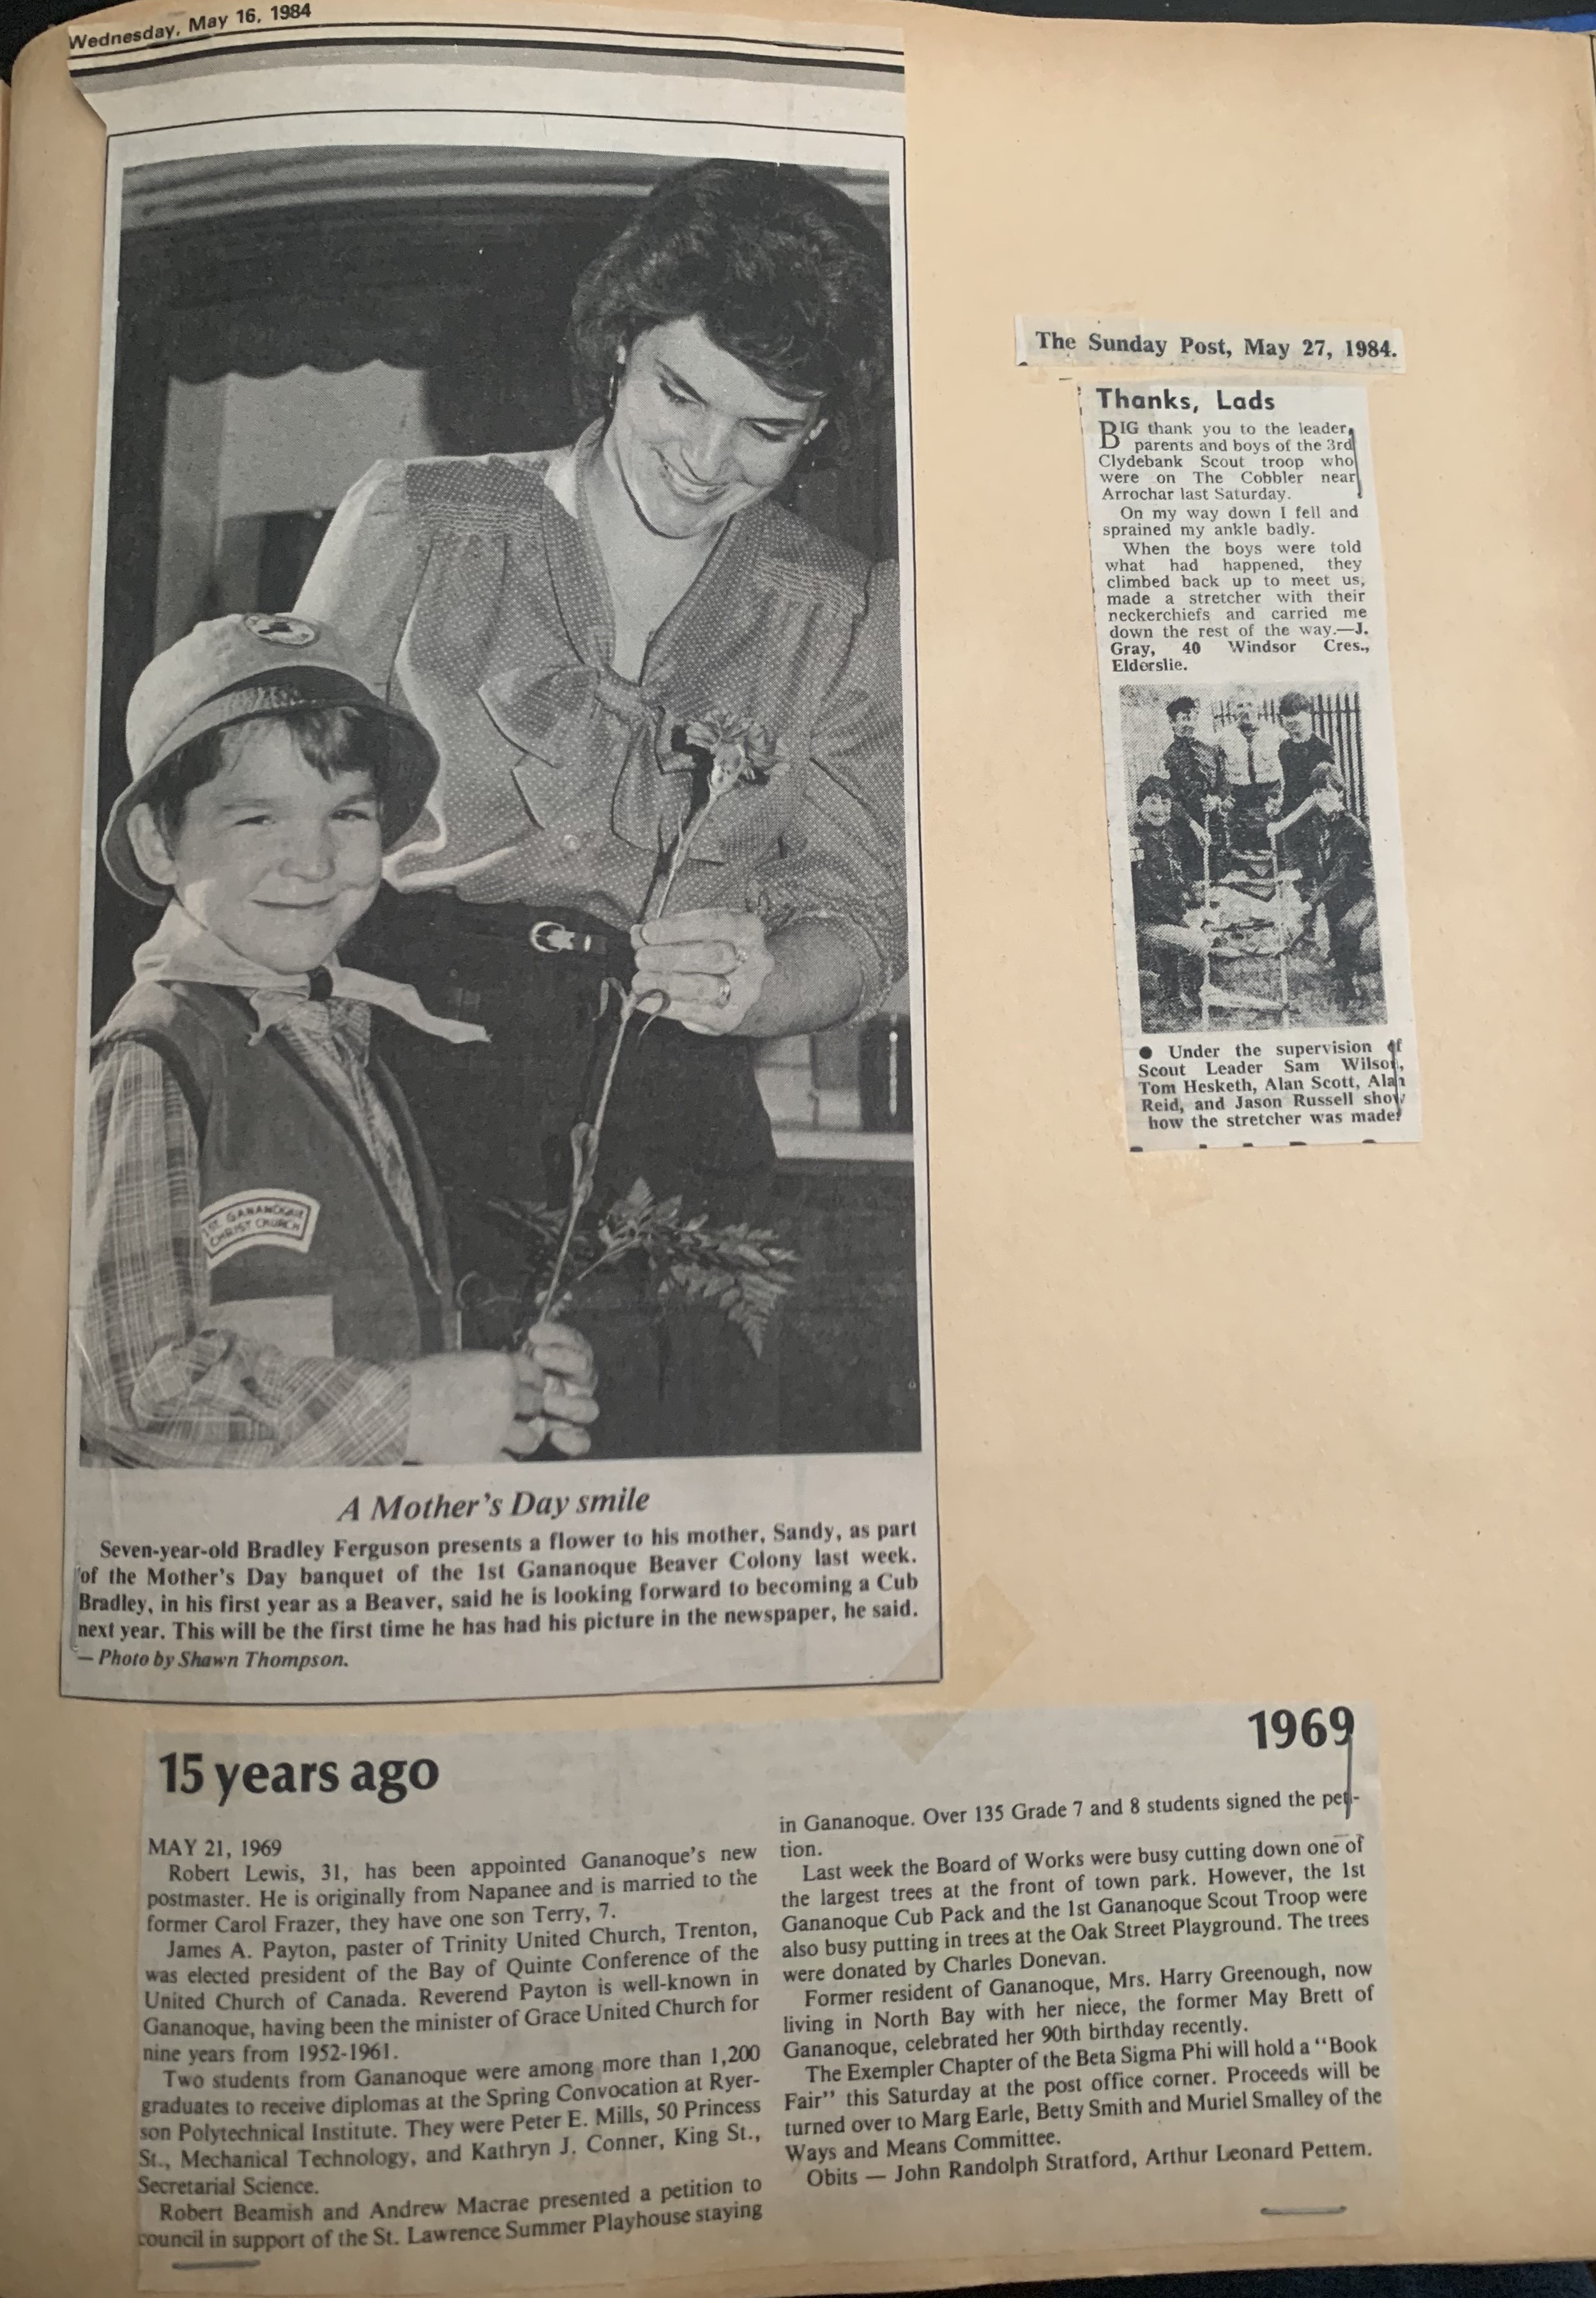 Wednesday, May 16, 1984
1ST. GANANOQUE
CHRIST CHURCH
A Mother's Day smile
Seven-year-old Bradley Ferguson presents a flower to his mother, Sandy, as part
of the Mother's Day banquet of the 1st Gananoque Beaver Colony last week.
Bradley, in his first year as a Beaver, said he is looking forward to becoming a Cub
next year. This will be the first time he has had his picture in the newspaper, he said.
— Photo by Shawn Thompson.
The Sunday Post, May 27, 1984.
Thanks, Lads
BIG thank you to the leader,
parents and boys of the 3rd
Clydebank Scout troop who
were on The Cobbler near
Arrochar last Saturday.
On my way down I fell and
sprained my ankle badly.
When the boys were told
what had happened, they
climbed back up to meet us,
made a stretcher with their
neckerchiefs and carried me
down the rest of the way.—J.
Gray, 40 Windsor Cres.,
Elderslie.
● Under the supervision of
Scout Leader Sam Wilson,
Tom Hesketh, Alan Scott, Alan
Reid, and Jason Russell show
how the stretcher was made.
15 years ago
1969
MAY 21, 1969
Robert Lewis, 31, has been appointed Gananoque's new
postmaster. He is originally from Napanee and is married to the
former Carol Frazer, they have one son Terry, 7.
James A. Payton, paster of Trinity United Church, Trenton,
was elected president of the Bay of Quinte Conference of the
United Church of Canada. Reverend Payton is well-known in
Gananoque, having been the minister of Grace United Church for
nine years from 1952-1961.
Two students from Gananoque were among more than 1,200
graduates to receive diplomas at the Spring Convocation at Ryer-
son Polytechnical Institute. They were Peter E. Mills, 50 Princess
St., Mechanical Technology, and Kathryn J. Conner, King St.,
Secretarial Science.
Robert Beamish and Andrew Macrae presented a petition to
council in support of the St. Lawrence Summer Playhouse staying
in Gananoque. Over 135 Grade 7 and 8 students signed the peti-
tion.
Last week the Board of Works were busy cutting down one of
the largest trees at the front of town park. However, the 1st
Gananoque Cub Pack and the 1st Gananoque Scout Troop were
also busy putting in trees at the Oak Street Playground. The trees
were donated by Charles Donevan.
Former resident of Gananoque, Mrs. Harry Greenough, now
living in North Bay with her niece, the former May Brett of
Gananoque, celebrated her 90th birthday recently.
The Exempler Chapter of the Beta Sigma Phi will hold a "Book
Fair" this Saturday at the post office corner. Proceeds will be
turned over to Marg Earle, Betty Smith and Muriel Smalley of the
Ways and Means Committee.
Obits — John Randolph Stratford, Arthur Leonard Pettem.